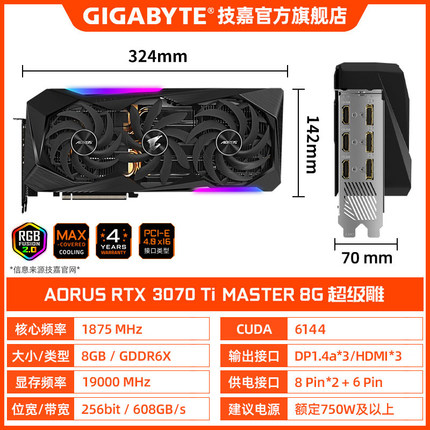 GIGABYTE® 技嘉官方旗舰店
324mm
142mm
AORUS
AORUS
70 mm
RGB
FUSION
2.0
MAX
-COVERED
COOLING
4
YEARS
WARRANTY
PCI-E
4.0x16
接口类型
*信息来源技嘉官网*
AORUS RTX 3070 Ti MASTER 8G 超级雕
核心频率 1875 MHz CUDA 6144
大小/类型 8GB / GDDR6X 输出接口 DP1.4a*3/HDMI*3
显存频率 19000 MHz 供电接口 8 Pin*2 + 6 Pin
位宽/带宽 256bit / 608GB/s 建议电源 额定750W及以上